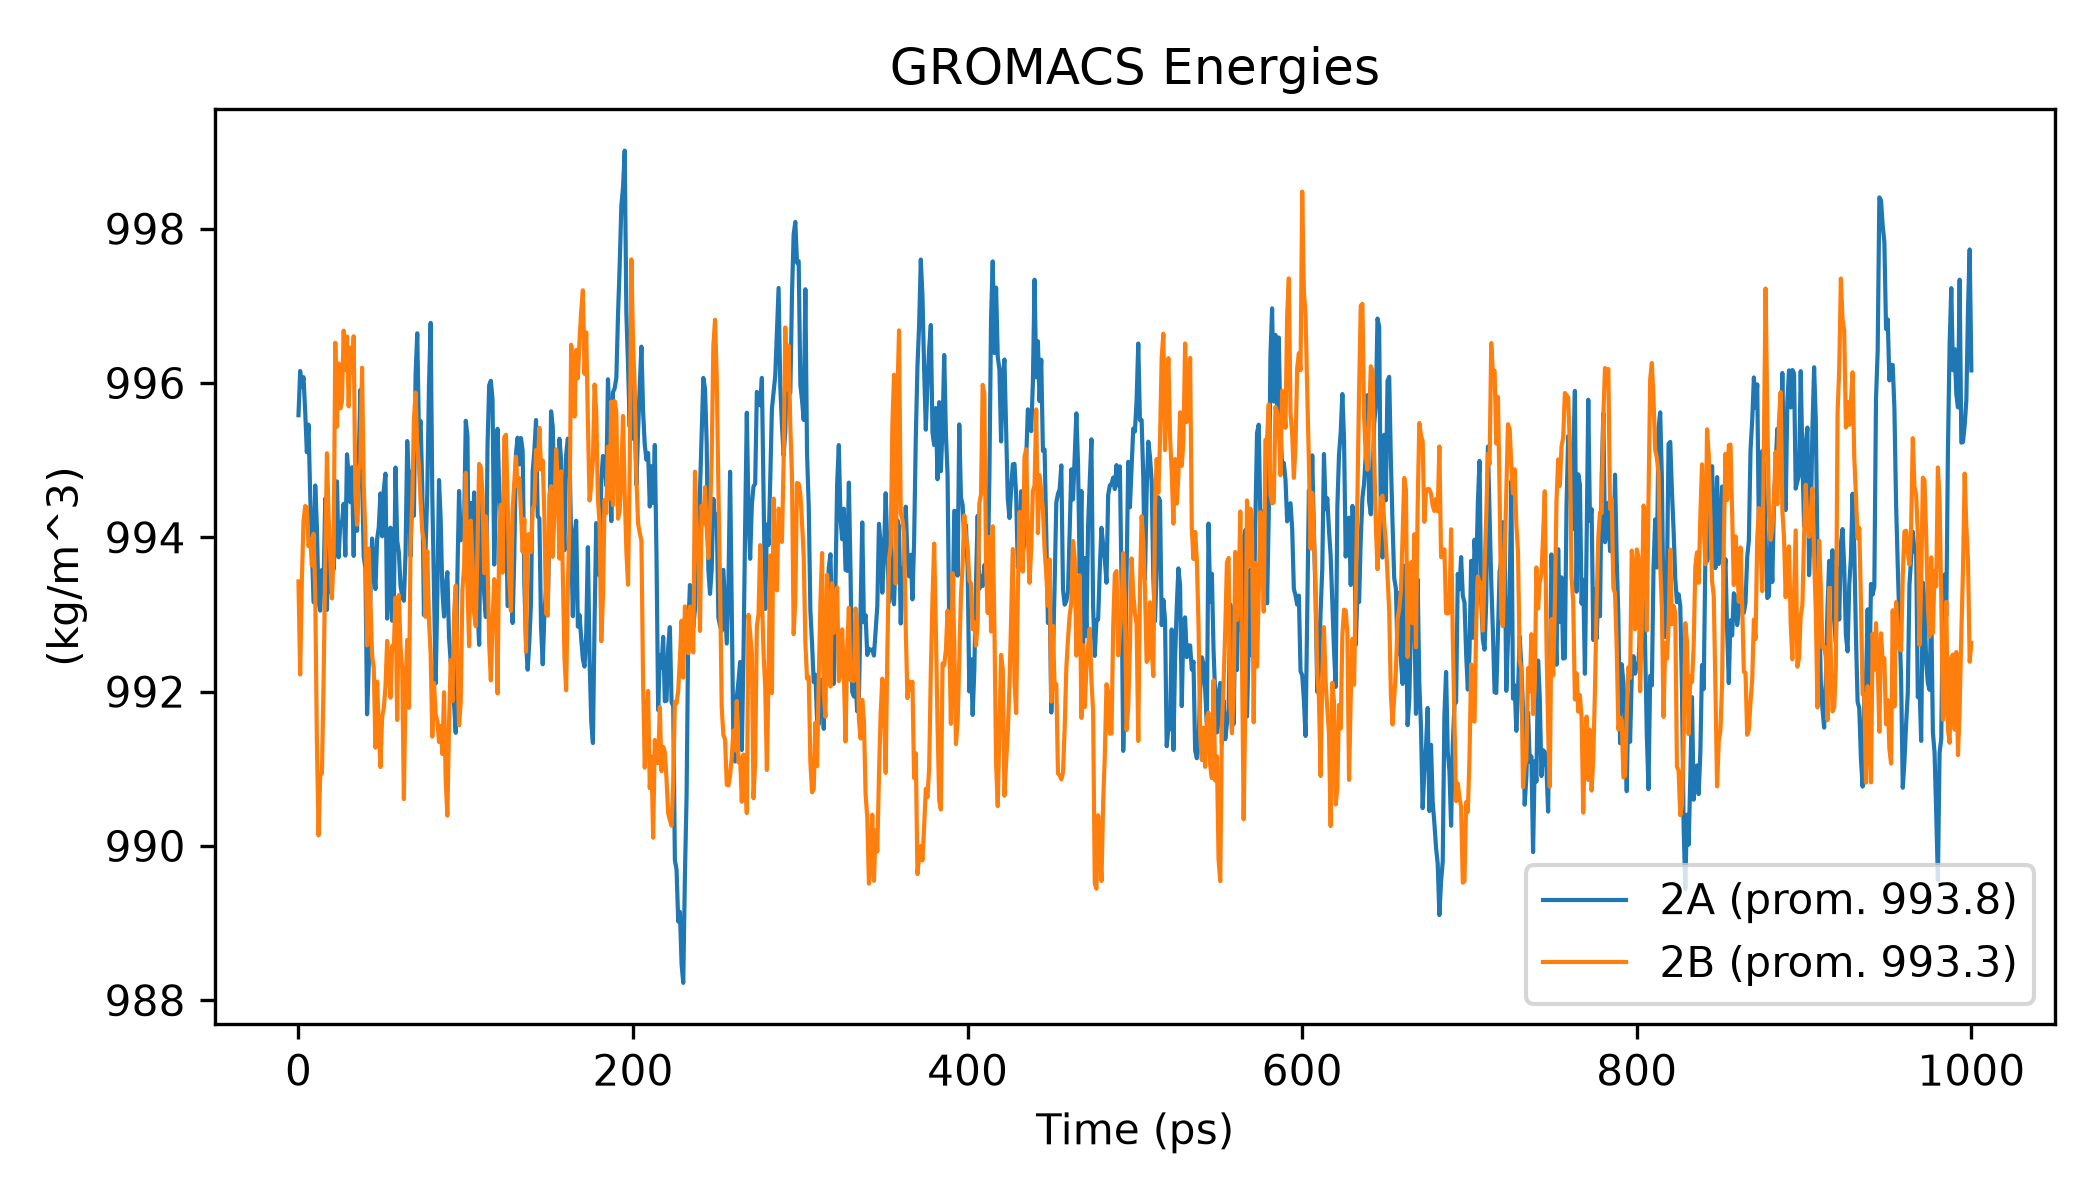 GROMACS Energies
(kg/m^3)
998
996
994
992
990
988
0 200 400 600 800 1000
Time (ps)
2A (prom. 993.8)
2B (prom. 993.3)